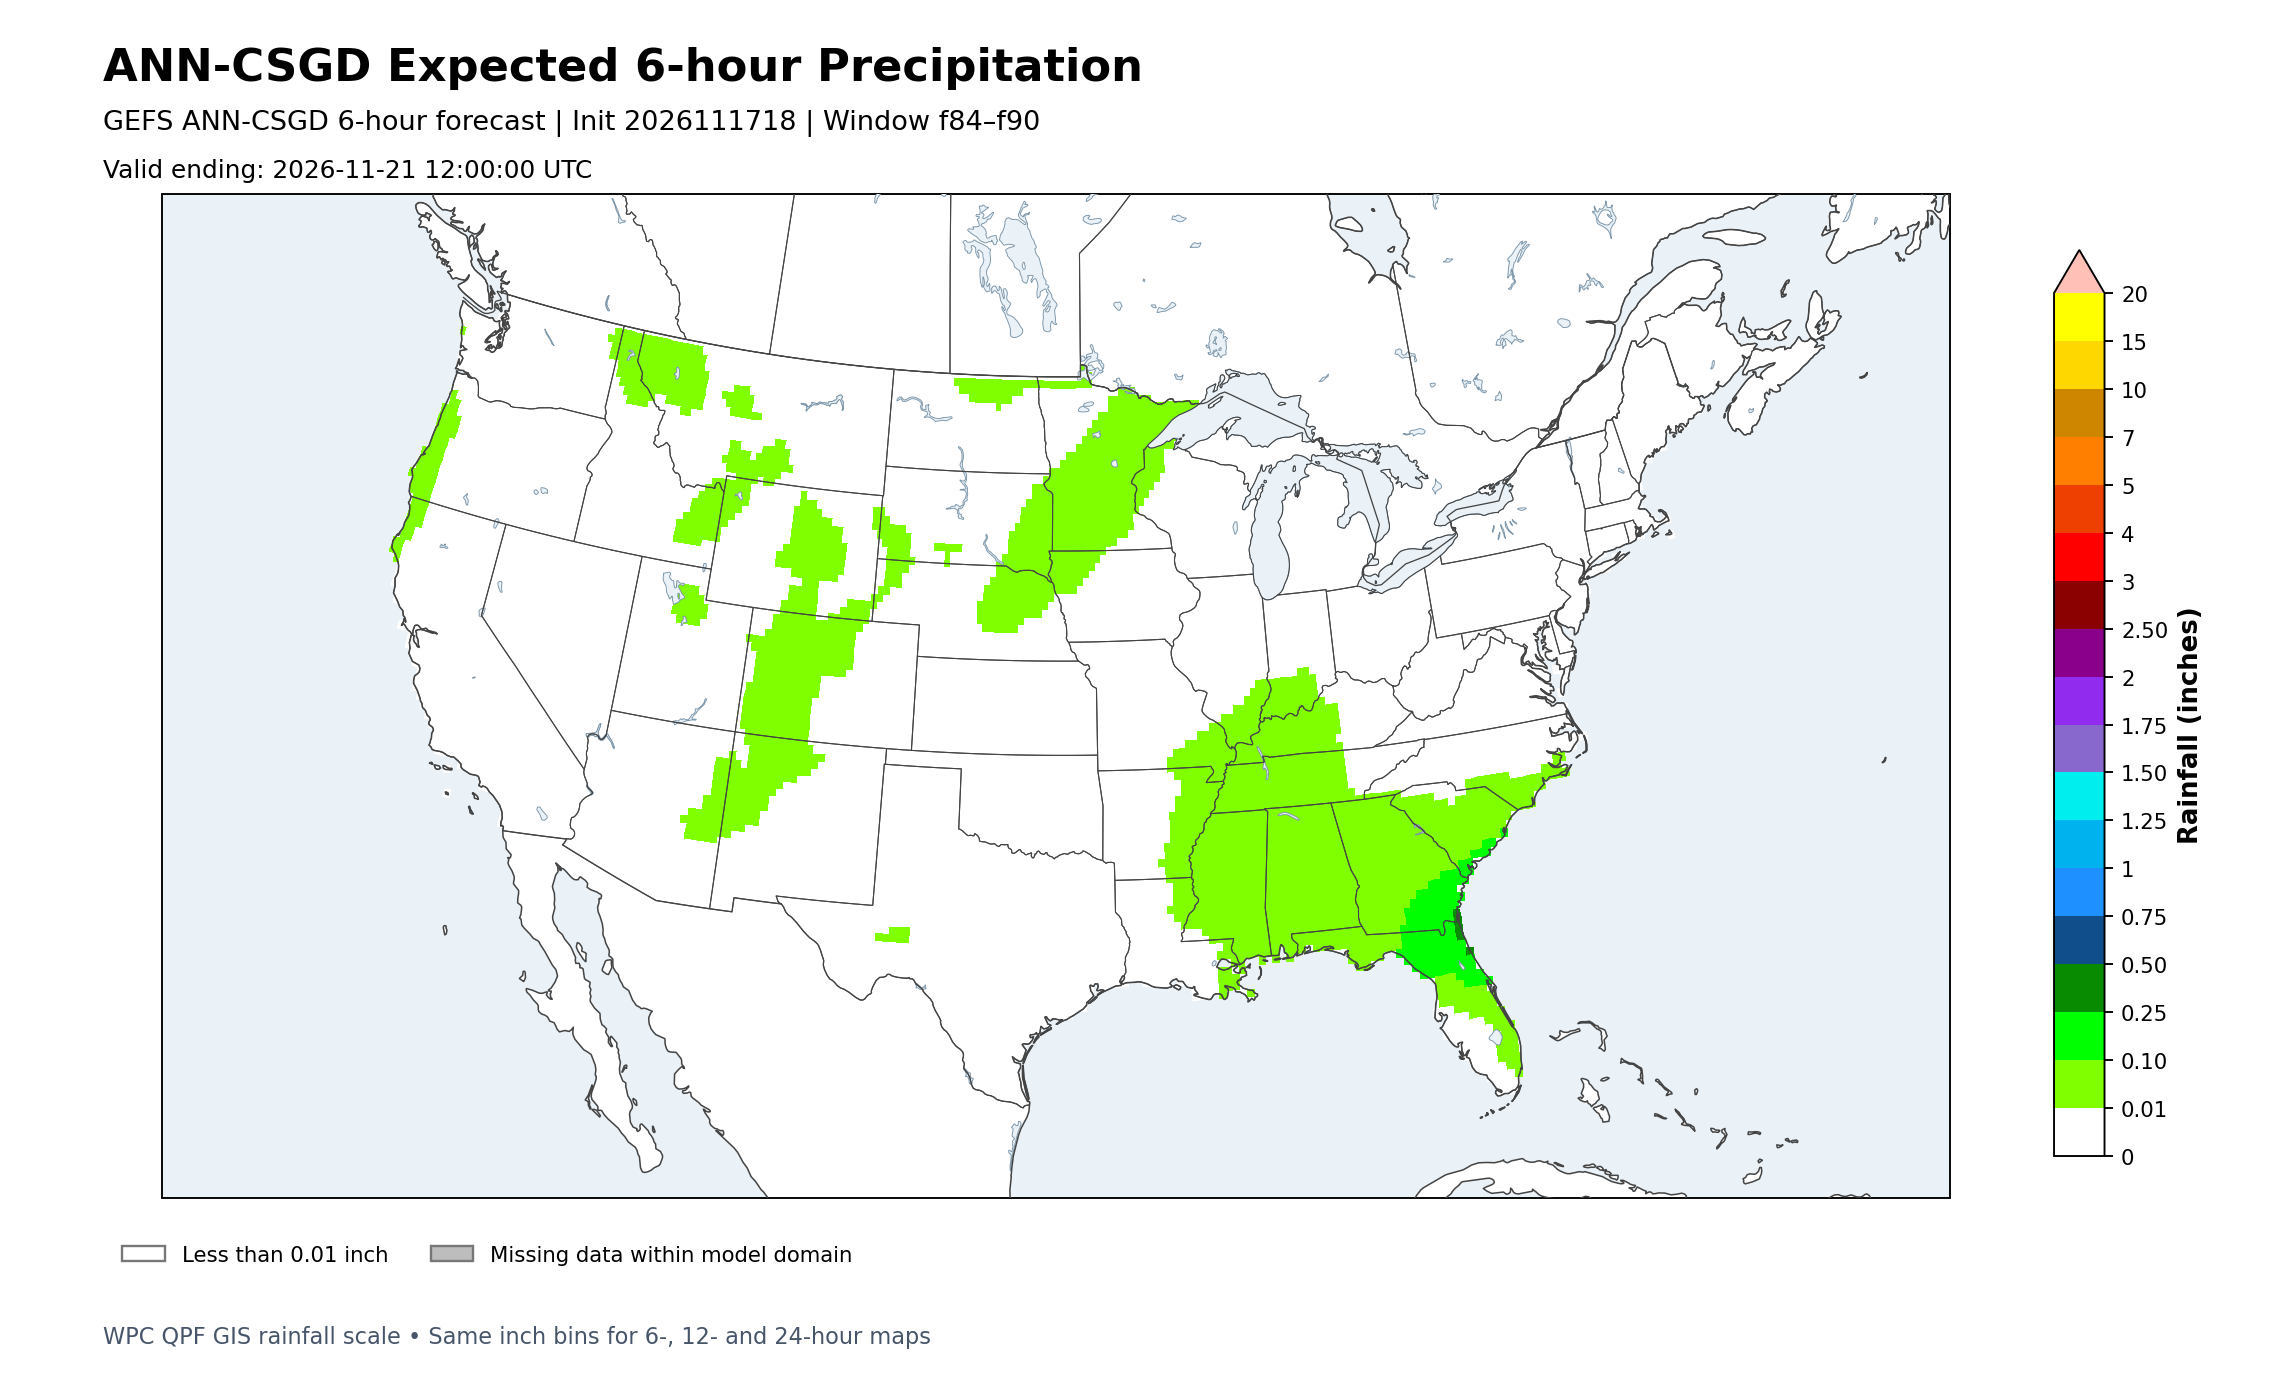 ANN-CSGD Expected 6-hour Precipitation
GEFS ANN-CSGD 6-hour forecast | Init 2026111718 | Window f84–f90
Valid ending: 2026-11-21 12:00:00 UTC
20
15
10
7
5
4
3
2.50
2
1.75
1.50
1.25
1
0.75
0.50
0.25
0.10
0.01
0
Rainfall (inches)
Less than 0.01 inch
Missing data within model domain
WPC QPF GIS rainfall scale • Same inch bins for 6-, 12- and 24-hour maps